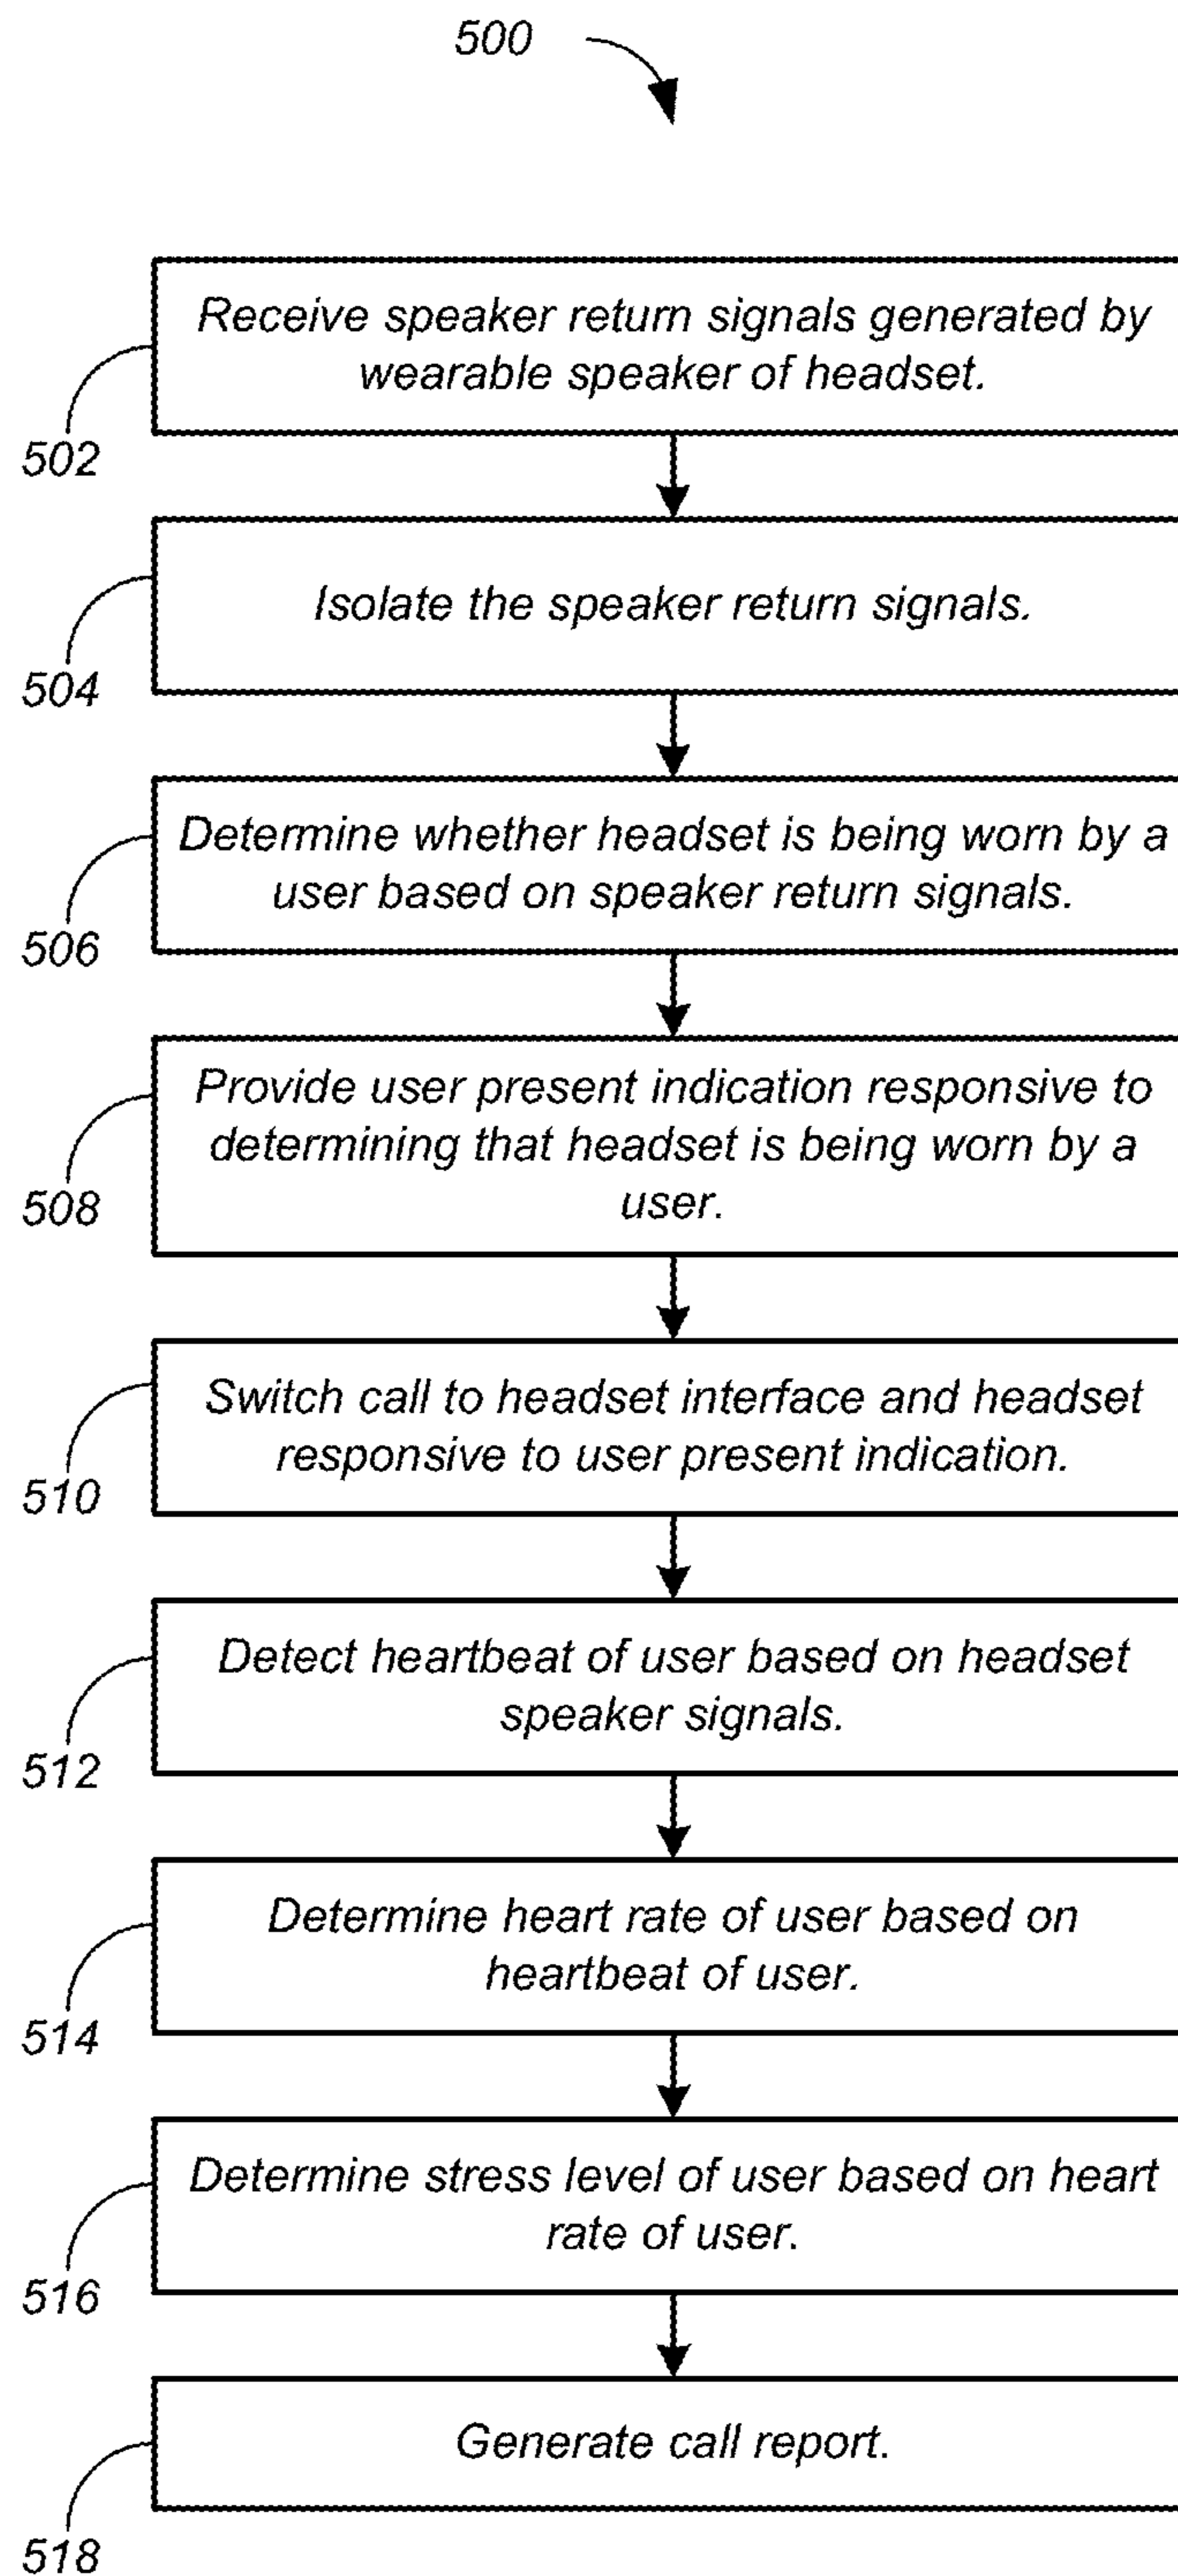 500
Receive speaker return signals generated by
wearable speaker of headset.
502
Isolate the speaker return signals.
504
Determine whether headset is being worn by a
user based on speaker return signals.
506
Provide user present indication responsive to
determining that headset is being worn by a
user.
508
Switch call to headset interface and headset
responsive to user present indication.
510
Detect heartbeat of user based on headset
speaker signals.
512
Determine heart rate of user based on
heartbeat of user.
514
Determine stress level of user based on heart
rate of user.
516
Generate call report.
518